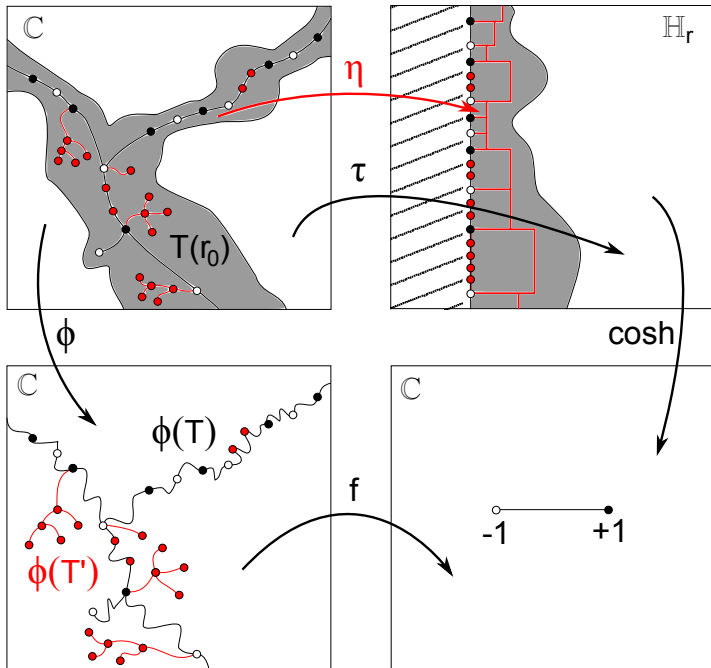 ℂ
ℍr
η
τ
T(r0)
ϕ
cosh
ℂ
ℂ
ϕ(T)
f
-1
+1
ϕ(T')